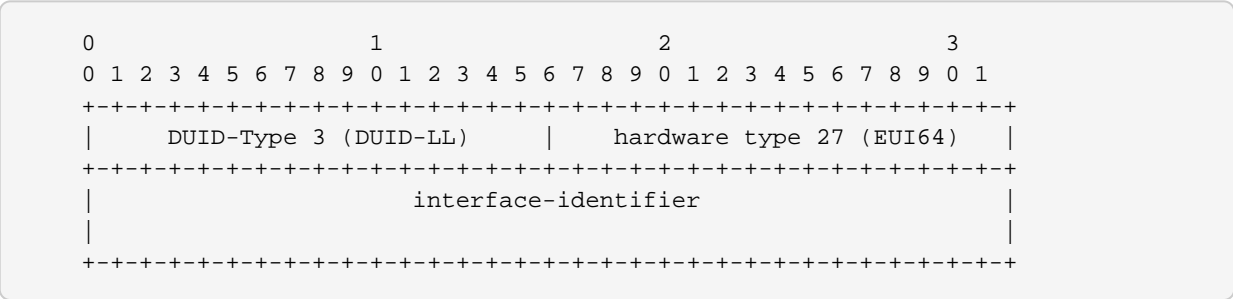 0                   1                   2                   3
0 1 2 3 4 5 6 7 8 9 0 1 2 3 4 5 6 7 8 9 0 1 2 3 4 5 6 7 8 9 0 1
+-+-+-+-+-+-+-+-+-+-+-+-+-+-+-+-+-+-+-+-+-+-+-+-+-+-+-+-+-+-+-+-+
|     DUID-Type 3 (DUID-LL)     |    hardware type 27 (EUI64)   |
+-+-+-+-+-+-+-+-+-+-+-+-+-+-+-+-+-+-+-+-+-+-+-+-+-+-+-+-+-+-+-+-+
|                      interface-identifier                     |
|                                                               |
+-+-+-+-+-+-+-+-+-+-+-+-+-+-+-+-+-+-+-+-+-+-+-+-+-+-+-+-+-+-+-+-+